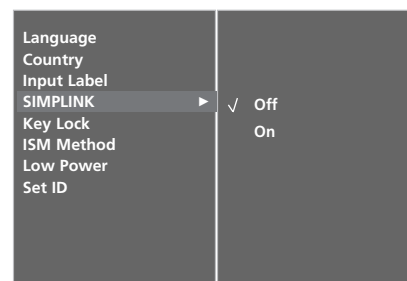 Language
Country
Input Label
SIMPLINK ►
Key Lock
ISM Method
Low Power
Set ID
√ Off
On